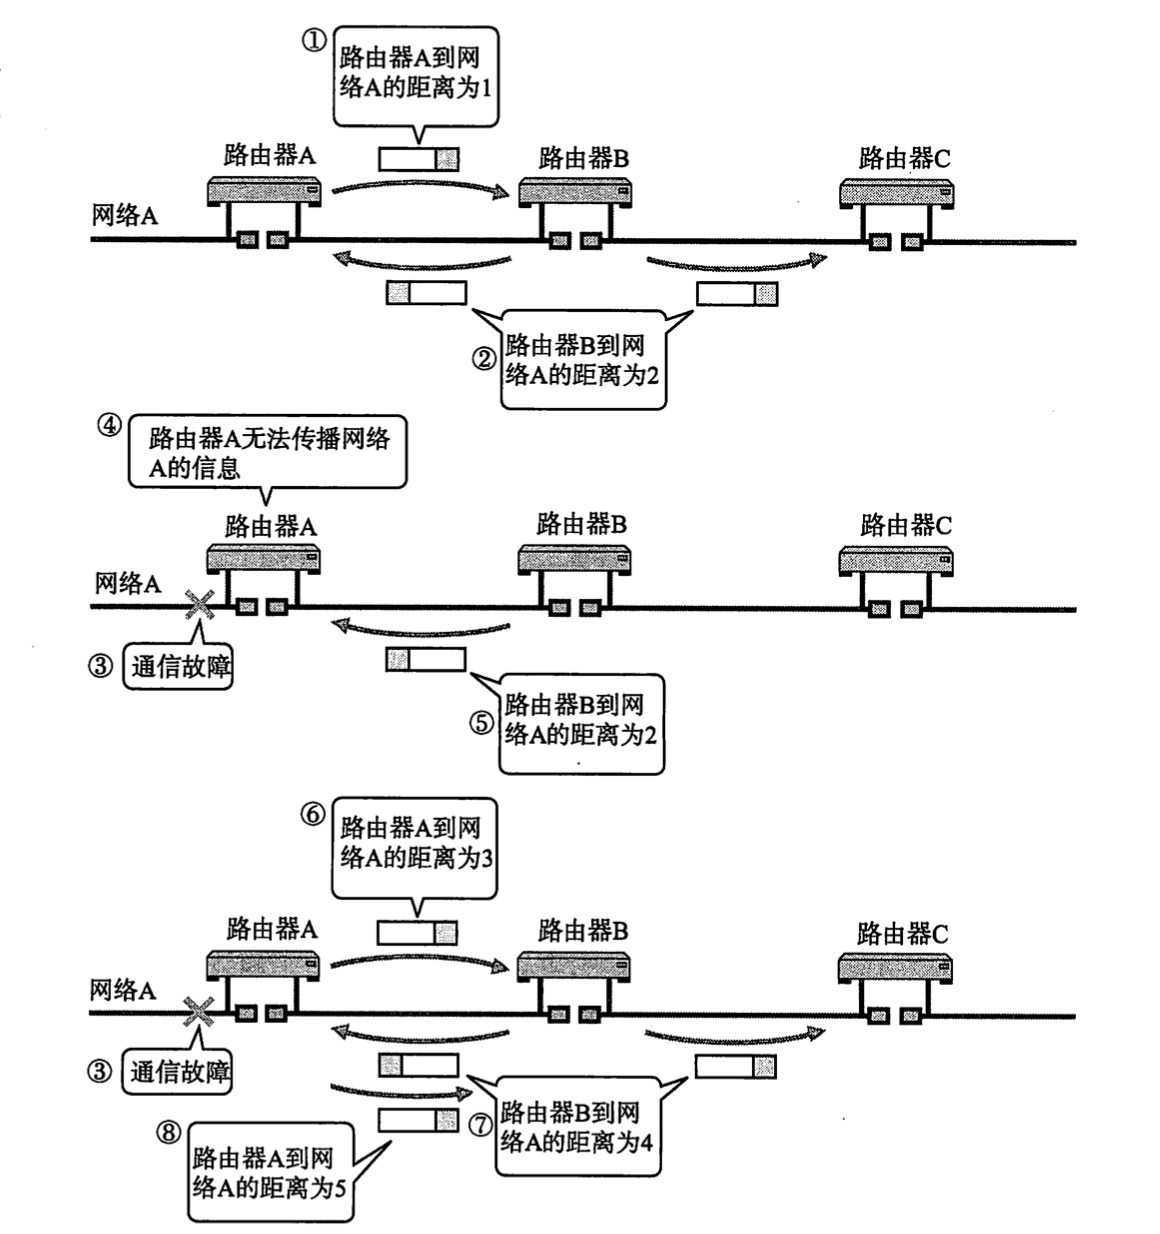 ①
路由器A到网
络A的距离为1
路由器A
路由器B
路由器C
网络A
②
路由器B到网
络A的距离为2
④
路由器A无法传播网络
A的信息
路由器A
路由器B
路由器C
网络A
③
通信故障
⑤
路由器B到网
络A的距离为2
⑥
路由器A到网
络A的距离为3
路由器A
路由器B
路由器C
网络A
③
通信故障
⑦
路由器B到网
络A的距离为4
⑧
路由器A到网
络A的距离为5